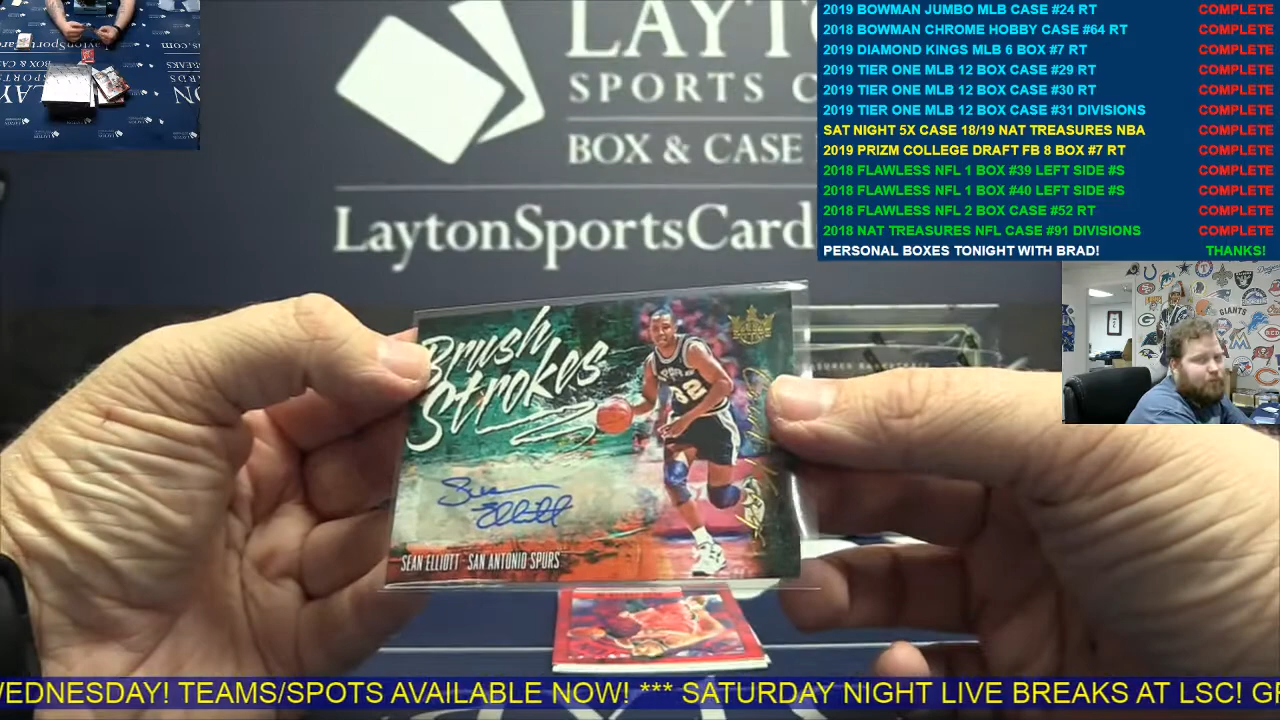 LAYTO
SPORTS C
BOX & CASE
LaytonSportsCard
2019 BOWMAN JUMBO MLB CASE #24 RT COMPLETE
2018 BOWMAN CHROME HOBBY CASE #64 RT COMPLETE
2019 DIAMOND KINGS MLB 6 BOX #7 RT COMPLETE
2019 TIER ONE MLB 12 BOX CASE #29 RT COMPLETE
2019 TIER ONE MLB 12 BOX CASE #30 RT COMPLETE
2019 TIER ONE MLB 12 BOX CASE #31 DIVISIONS COMPLETE
SAT NIGHT 5X CASE 18/19 NAT TREASURES NBA COMPLETE
2019 PRIZM COLLEGE DRAFT FB 8 BOX #7 RT COMPLETE
2018 FLAWLESS NFL 1 BOX #39 LEFT SIDE #S COMPLETE
2018 FLAWLESS NFL 1 BOX #40 LEFT SIDE #S COMPLETE
2018 FLAWLESS NFL 2 BOX CASE #52 RT COMPLETE
2018 NAT TREASURES NFL CASE #91 DIVISIONS COMPLETE
PERSONAL BOXES TONIGHT WITH BRAD! THANKS!
GIANTS
Brush
Strokes
SPURS
32
Sean
Elliott
SEAN ELLIOTT - SAN ANTONIO SPURS
WEDNESDAY! TEAMS/SPOTS AVAILABLE NOW! *** SATURDAY NIGHT LIVE BREAKS AT LSC! G